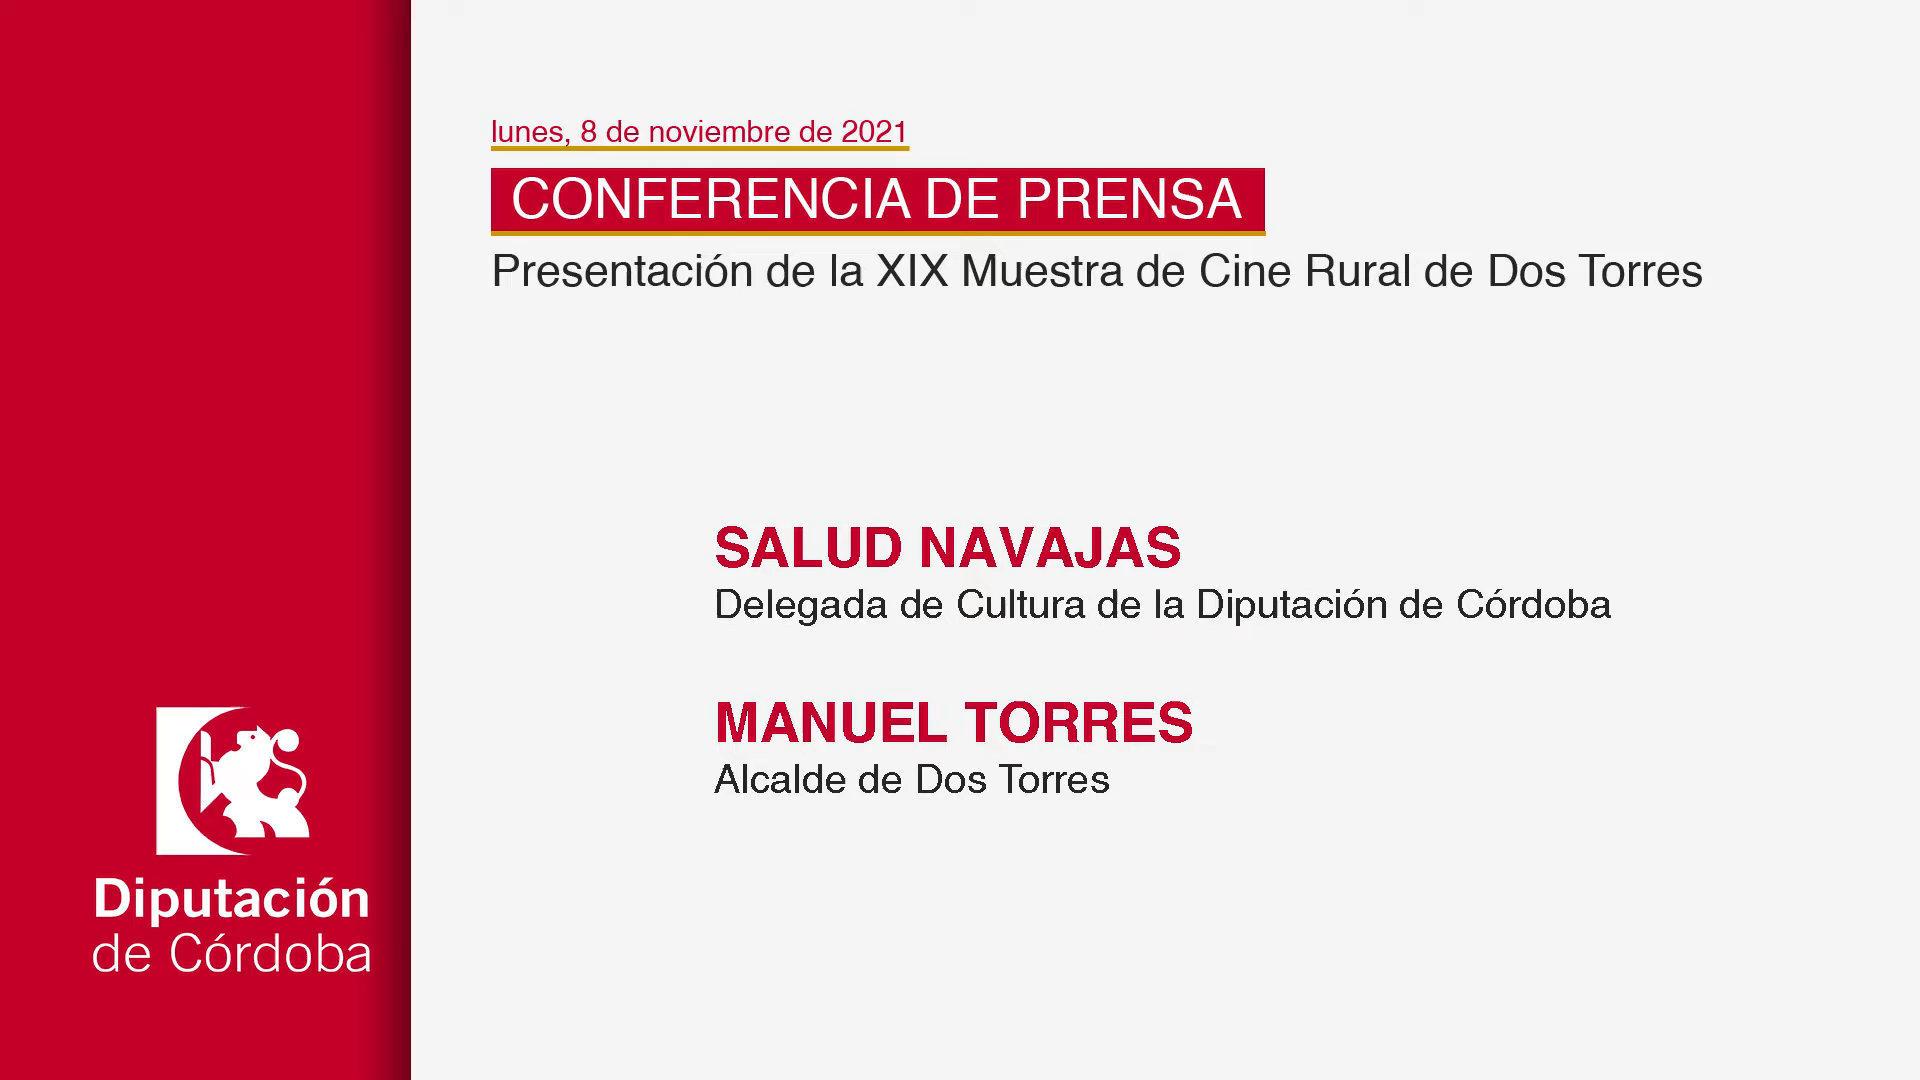 lunes, 8 de noviembre de 2021
CONFERENCIA DE PRENSA
Presentación de la XIX Muestra de Cine Rural de Dos Torres
SALUD NAVAJAS
Delegada de Cultura de la Diputación de Córdoba
MANUEL TORRES
Alcalde de Dos Torres
Diputación
de Córdoba